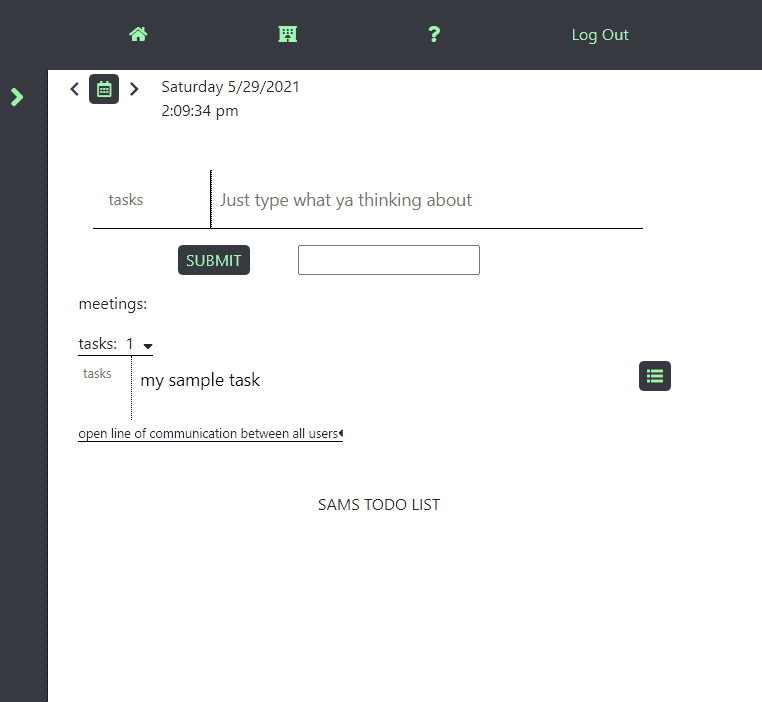 Log Out
Saturday 5/29/2021
2:09:34 pm
tasks Just type what ya thinking about
SUBMIT
meetings:
tasks: 1
tasks my sample task
open line of communication between all users
SAMS TODO LIST